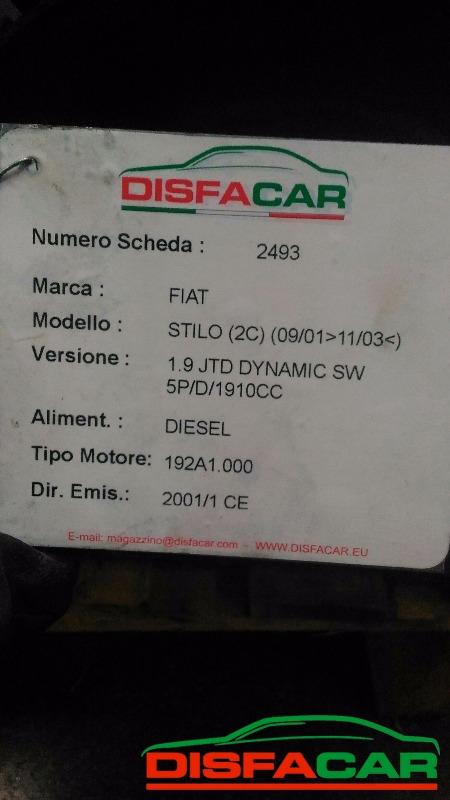 DISFACAR
Numero Scheda : 2493
Marca : FIAT
Modello : STILO (2C) (09/01>11/03<)
Versione : 1.9 JTD DYNAMIC SW
5P/D/1910CC
Aliment. : DIESEL
Tipo Motore: 192A1.000
Dir. Emis.: 2001/1 CE
E-mail: magazzino@disfacar.com - WWW.DISFACAR.EU
DISFACAR